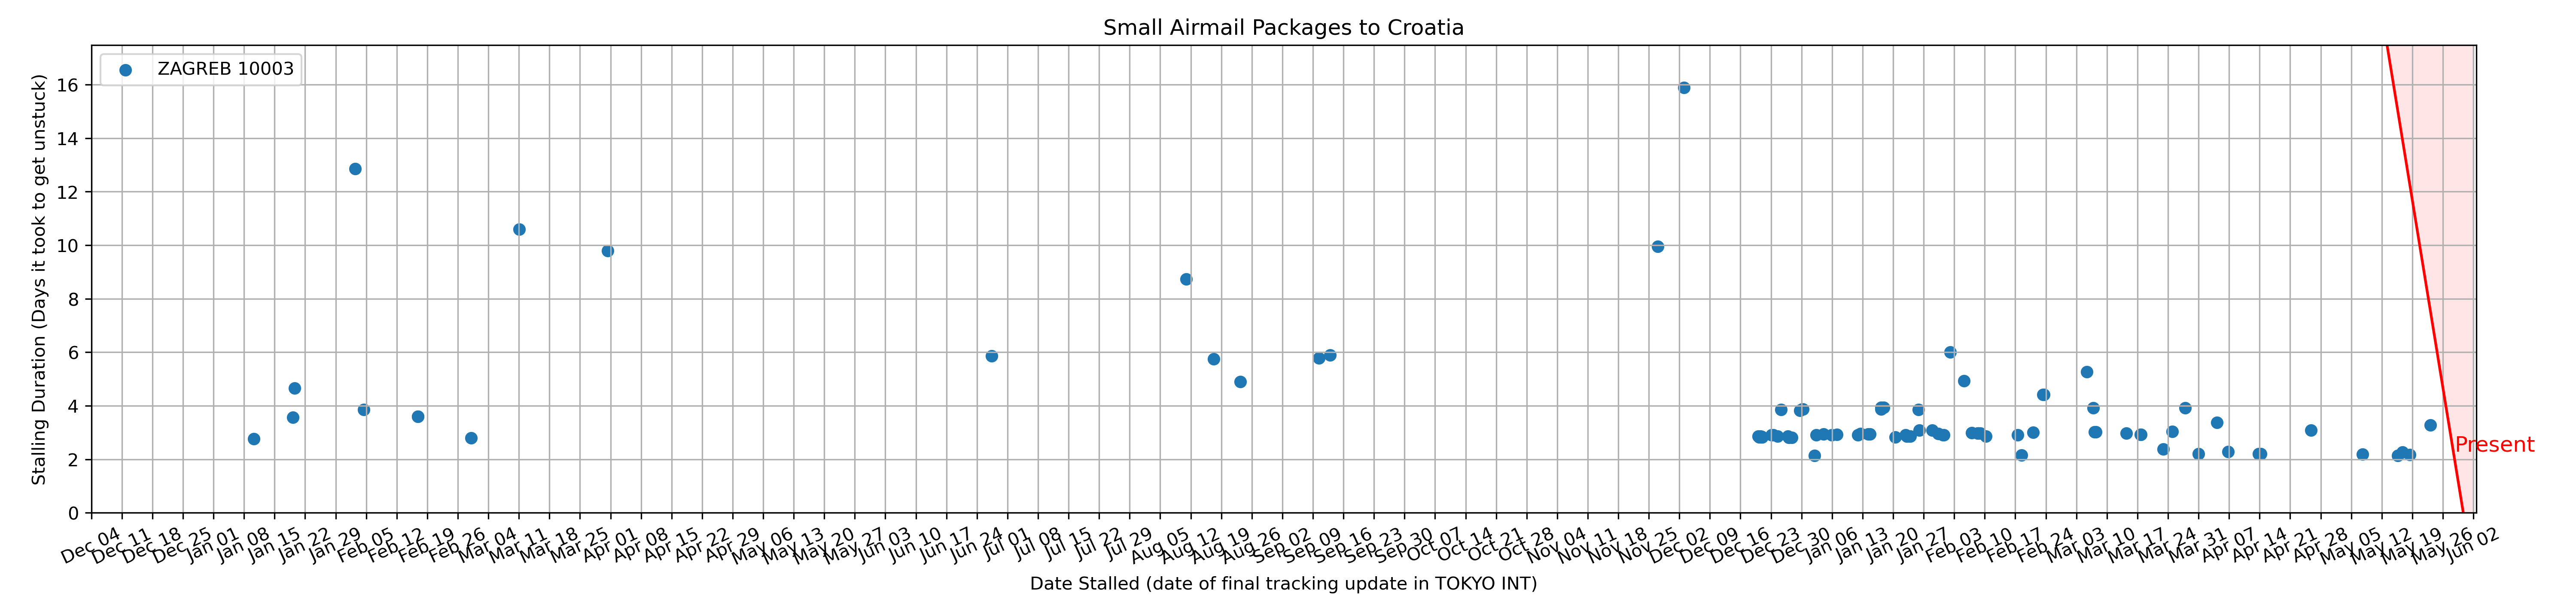 Small Airmail Packages to Croatia
ZAGREB 10003
Stalling Duration (Days it took to get unstuck)
16
14
12
10
8
6
4
2
0
Present
Dec 04
Dec 11
Dec 18
Dec 25
Jan 01
Jan 08
Jan 15
Jan 22
Jan 29
Feb 05
Feb 12
Feb 19
Feb 26
Mar 04
Mar 11
Mar 18
Mar 25
Apr 01
Apr 08
Apr 15
Apr 22
Apr 29
May 06
May 13
May 20
May 27
Jun 03
Jun 10
Jun 17
Jun 24
Jul 01
Jul 08
Jul 15
Jul 22
Jul 29
Aug 05
Aug 12
Aug 19
Aug 26
Sep 02
Sep 09
Sep 16
Sep 23
Sep 30
Oct 07
Oct 14
Oct 21
Oct 28
Nov 04
Nov 11
Nov 18
Nov 25
Dec 02
Dec 09
Dec 16
Dec 23
Dec 30
Jan 06
Jan 13
Jan 20
Jan 27
Feb 03
Feb 10
Feb 17
Feb 24
Mar 03
Mar 10
Mar 17
Mar 24
Mar 31
Apr 07
Apr 14
Apr 21
Apr 28
May 05
May 12
May 19
May 26
Jun 02
Date Stalled (date of final tracking update in TOKYO INT)